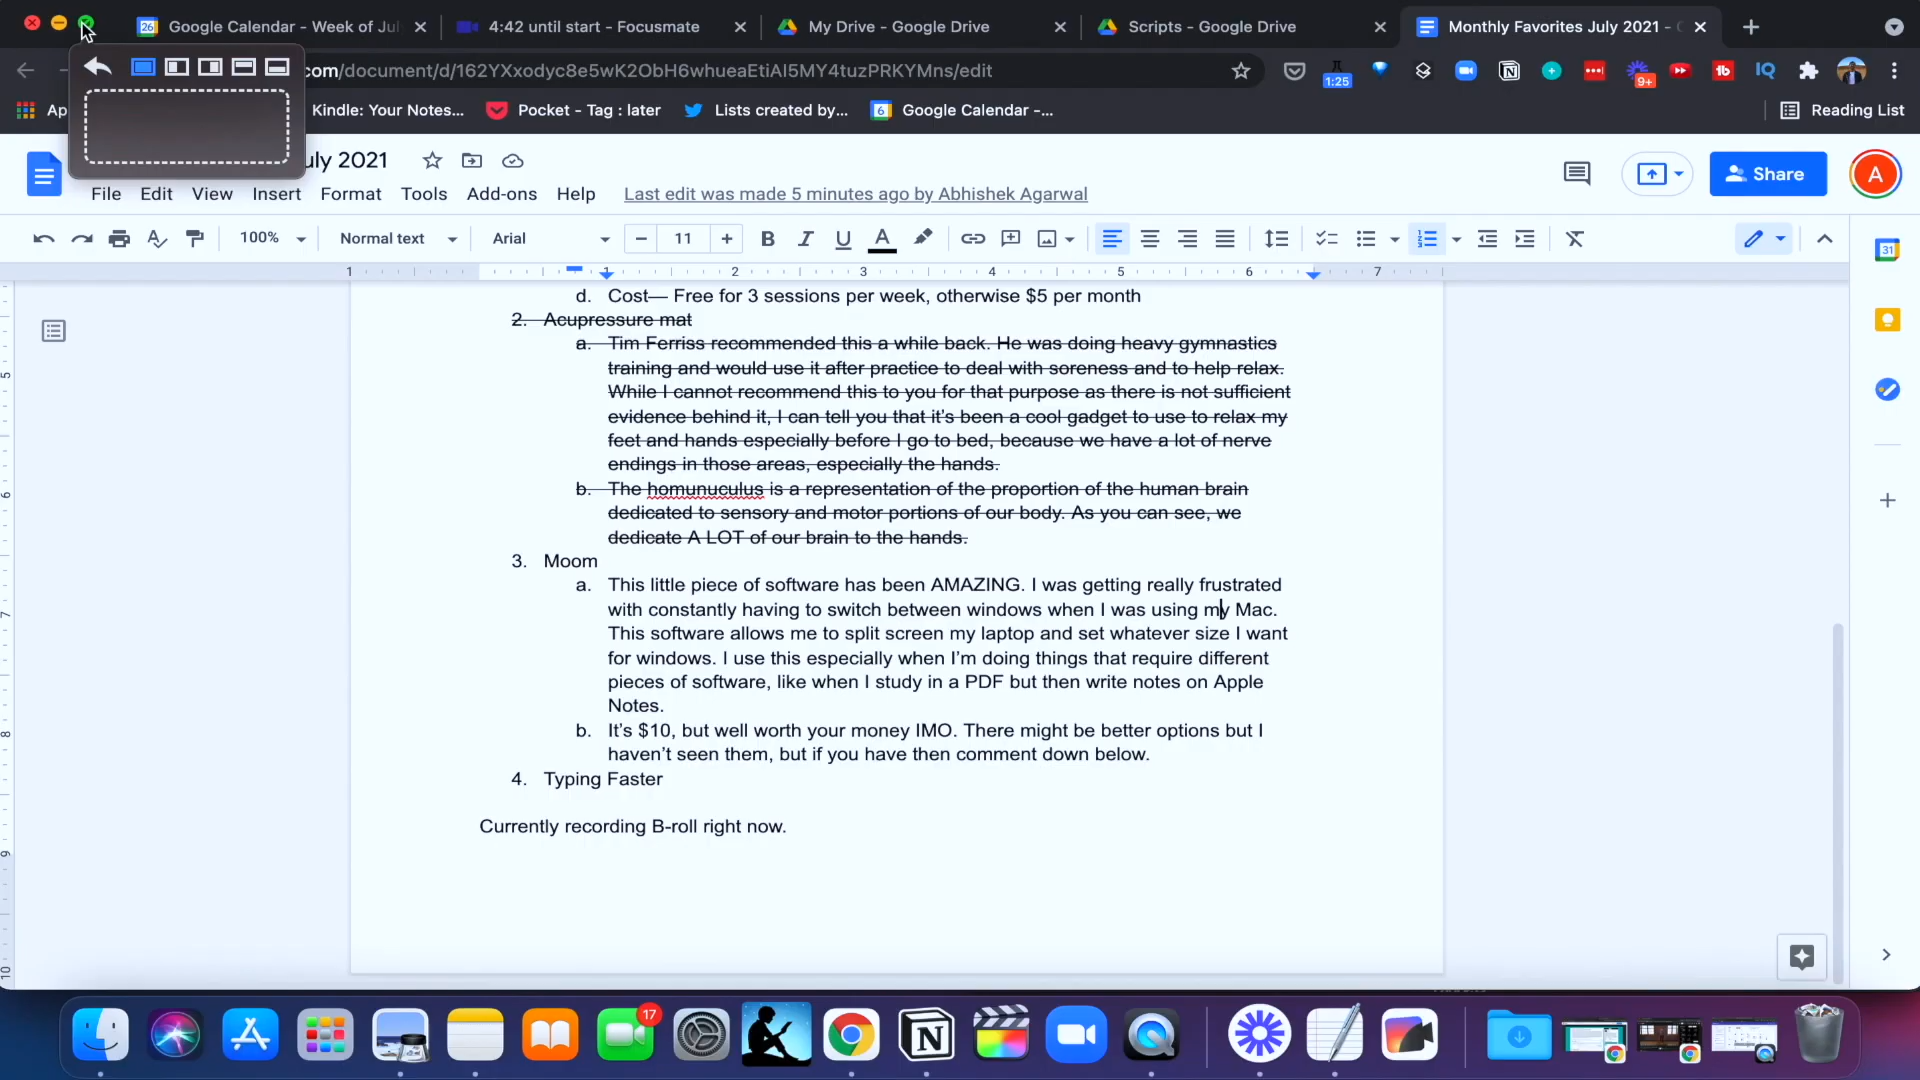 Google Calendar - Week of Jul
4:42 until start - Focusmate
My Drive - Google Drive
Scripts - Google Drive
Monthly Favorites July 2021 -
com/document/d/162YXxodyc8e5wK2ObH6whueaEtiAI5MY4tuzPRKYMns/edit
1:25
9+
Ap
Kindle: Your Notes...
Pocket - Tag : later
Lists created by...
Google Calendar -...
Reading List
uly 2021
File Edit View Insert Format Tools Add-ons Help
Last edit was made 5 minutes ago by Abhishek Agarwal
Share
A
100% Normal text Arial 11
1 1 2 3 4 5 6 7
d. Cost— Free for 3 sessions per week, otherwise $5 per month
2. Acupressure mat
a. Tim Ferriss recommended this a while back. He was doing heavy gymnastics
training and would use it after practice to deal with soreness and to help relax.
While I cannot recommend this to you for that purpose as there is not sufficient
evidence behind it, I can tell you that it's been a cool gadget to use to relax my
feet and hands especially before I go to bed, because we have a lot of nerve
endings in those areas, especially the hands.
b. The homunuculus is a representation of the proportion of the human brain
dedicated to sensory and motor portions of our body. As you can see, we
dedicate A LOT of our brain to the hands.
3. Moom
a. This little piece of software has been AMAZING. I was getting really frustrated
with constantly having to switch between windows when I was using my Mac.
This software allows me to split screen my laptop and set whatever size I want
for windows. I use this especially when I'm doing things that require different
pieces of software, like when I study in a PDF but then write notes on Apple
Notes.
b. It's $10, but well worth your money IMO. There might be better options but I
haven't seen them, but if you have then comment down below.
4. Typing Faster
Currently recording B-roll right now.
17